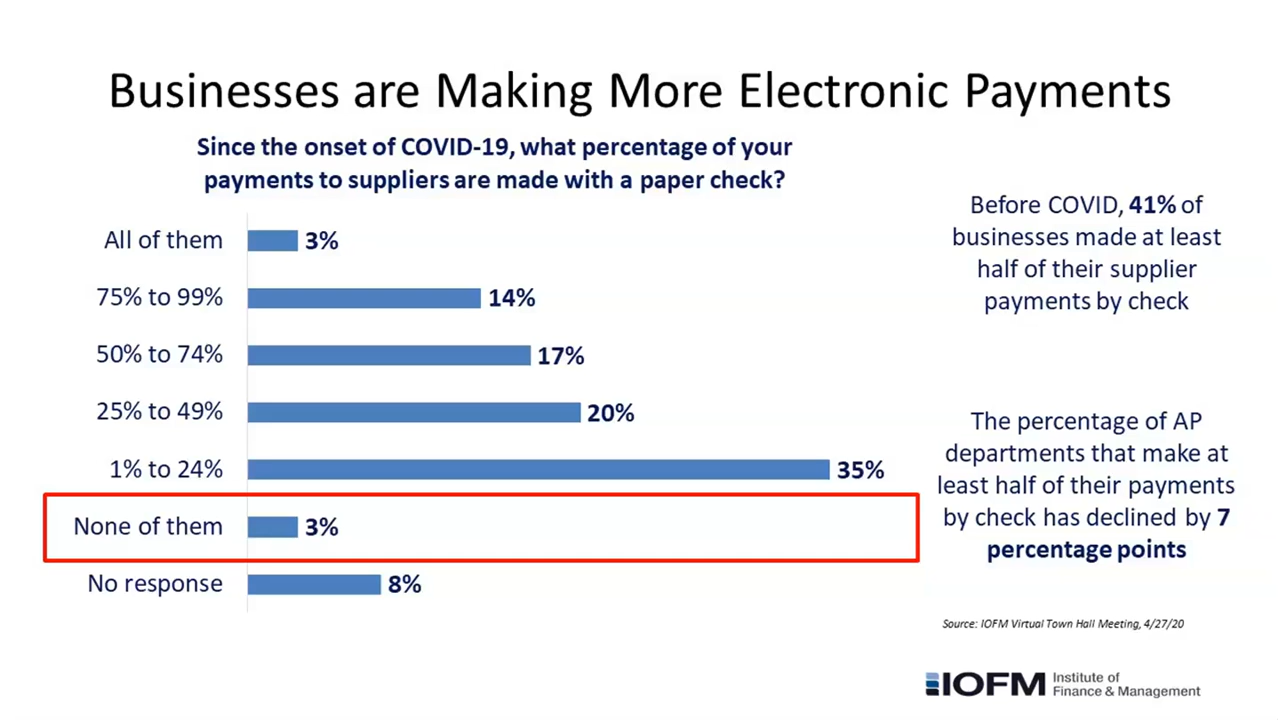 Businesses are Making More Electronic Payments
Since the onset of COVID-19, what percentage of your
payments to suppliers are made with a paper check?
All of them 3%
75% to 99% 14%
50% to 74% 17%
25% to 49% 20%
1% to 24% 35%
None of them 3%
No response 8%
Before COVID, 41% of
businesses made at least
half of their supplier
payments by check
The percentage of AP
departments that make at
least half of their payments
by check has declined by 7
percentage points
Source: IOFM Virtual Town Hall Meeting, 4/27/20
IOFM
Institute of
Finance & Management